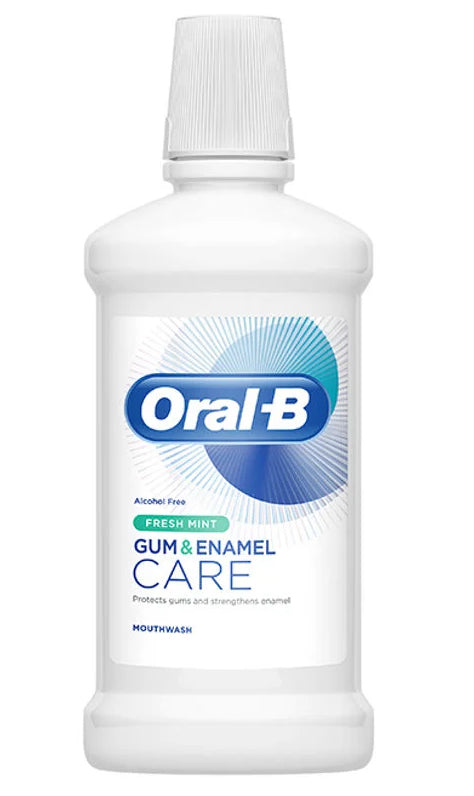 Oral-B
Alcohol Free
FRESH MINT
GUM & ENAMEL
CARE
Protects gums and strengthens enamel
MOUTHWASH